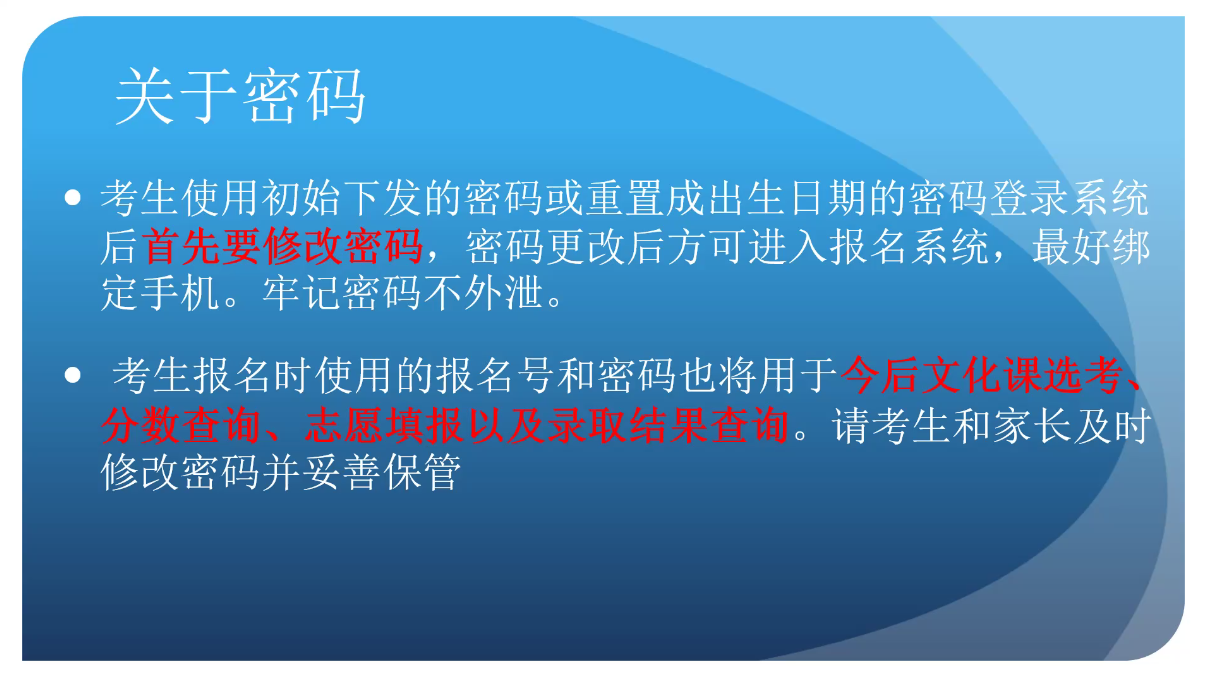 关于密码
• 考生使用初始下发的密码或重置成出生日期的密码登录系统
后首先要修改密码，密码更改后方可进入报名系统，最好绑
定手机。牢记密码不外泄。
• 考生报名时使用的报名号和密码也将用于今后文化课选考、
分数查询、志愿填报以及录取结果查询。请考生和家长及时
修改密码并妥善保管